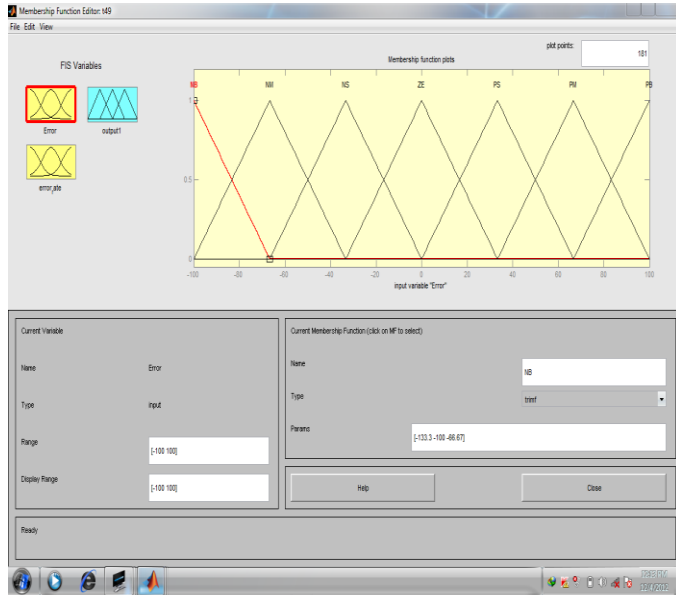 Membership Function Editor: t49
File Edit View
FIS Variables
plot points:
181
Membership function plots
NB NM NS ZE PS PM PB
1
0.5
0
-100 -80 -60 -40 -20 0 20 40 60 80 100
input variable "Error"
Error
output1
error,ate
Current Variable
Name Error
Type input
Range [-100 100]
Display Range [-100 100]
Current Membership Function (click on MF to select)
Name NB
Type trimf
Params [-133.3 -100 -66.67]
Help Close
Ready